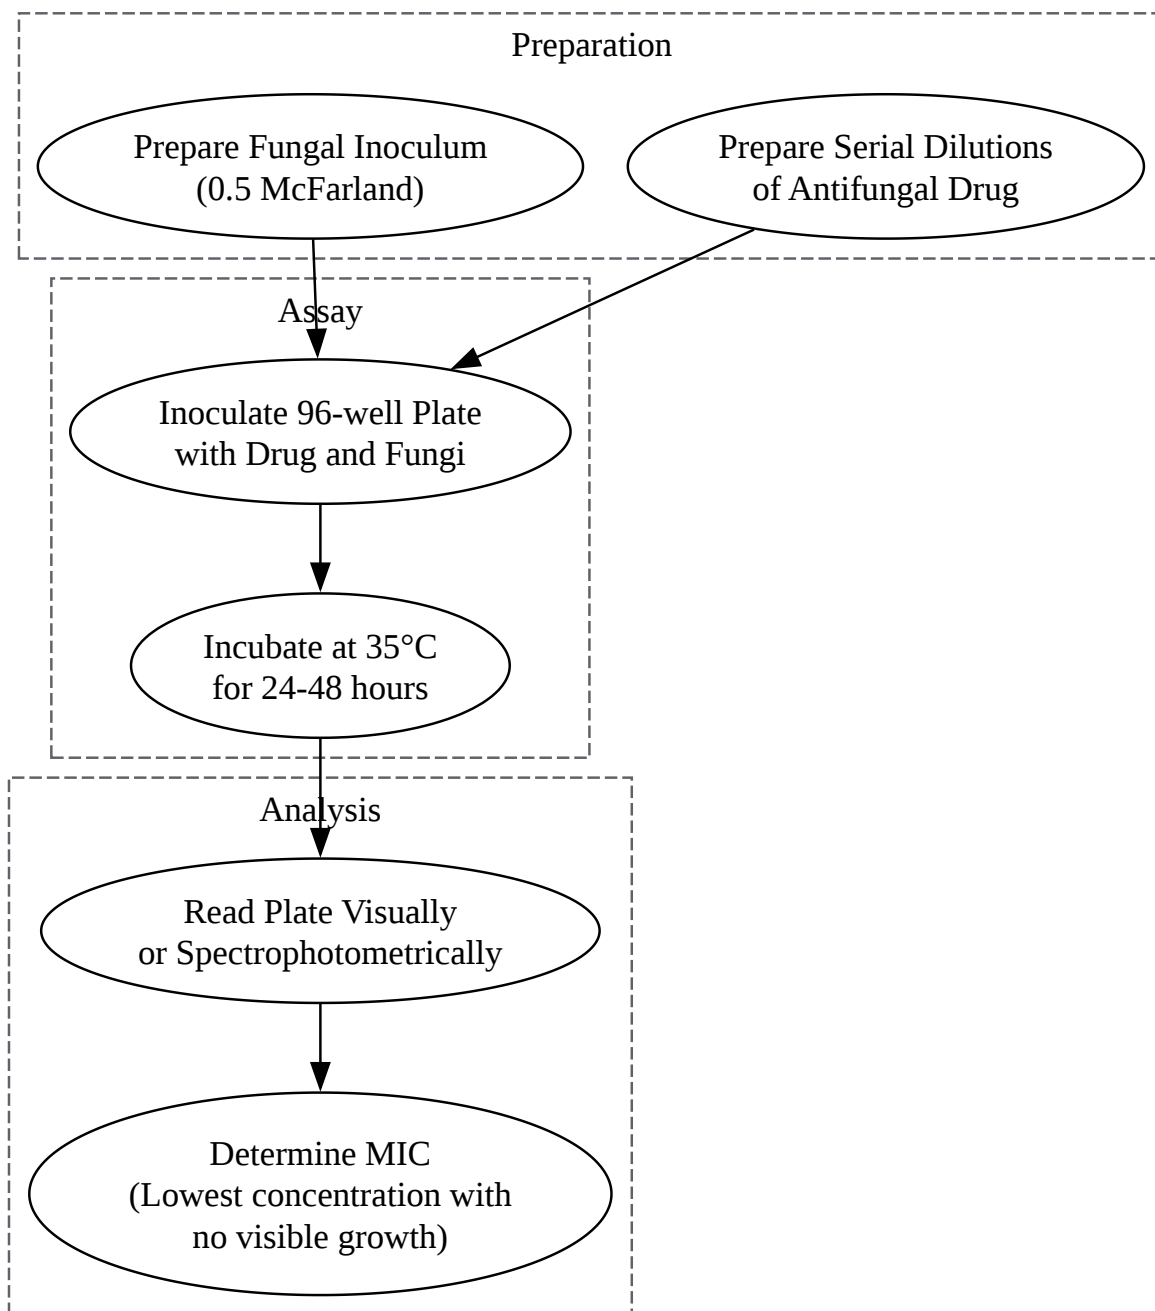 Preparation
Prepare Fungal Inoculum
(0.5 McFarland)
Prepare Serial Dilutions
of Antifungal Drug
Assay
Inoculate 96-well Plate
with Drug and Fungi
Incubate at 35°C
for 24-48 hours
Analysis
Read Plate Visually
or Spectrophotometrically
Determine MIC
(Lowest concentration with
no visible growth)